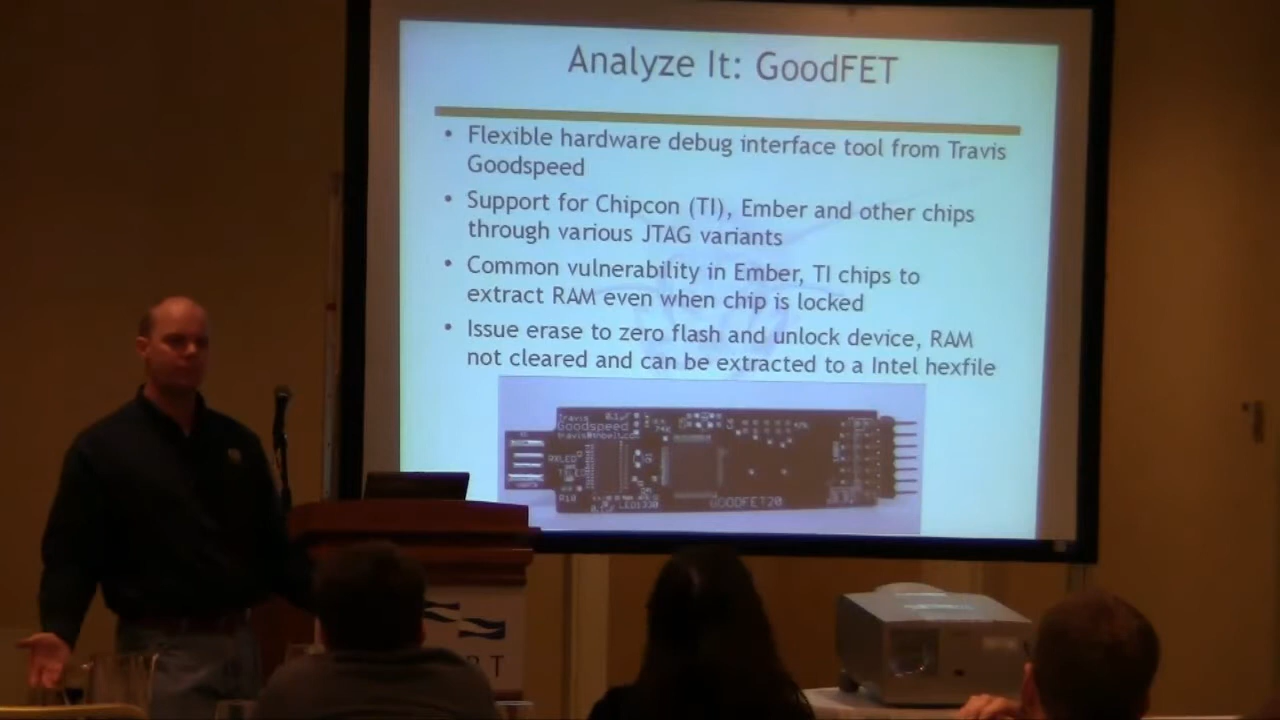 Analyze It: GoodFET
• Flexible hardware debug interface tool from Travis
Goodspeed
• Support for Chipcon (TI), Ember and other chips
through various JTAG variants
• Common vulnerability in Ember, TI chips to
extract RAM even when chip is locked
• Issue erase to zero flash and unlock device, RAM
not cleared and can be extracted to a Intel hexfile
Travis
Goodspeed
GOODFET20